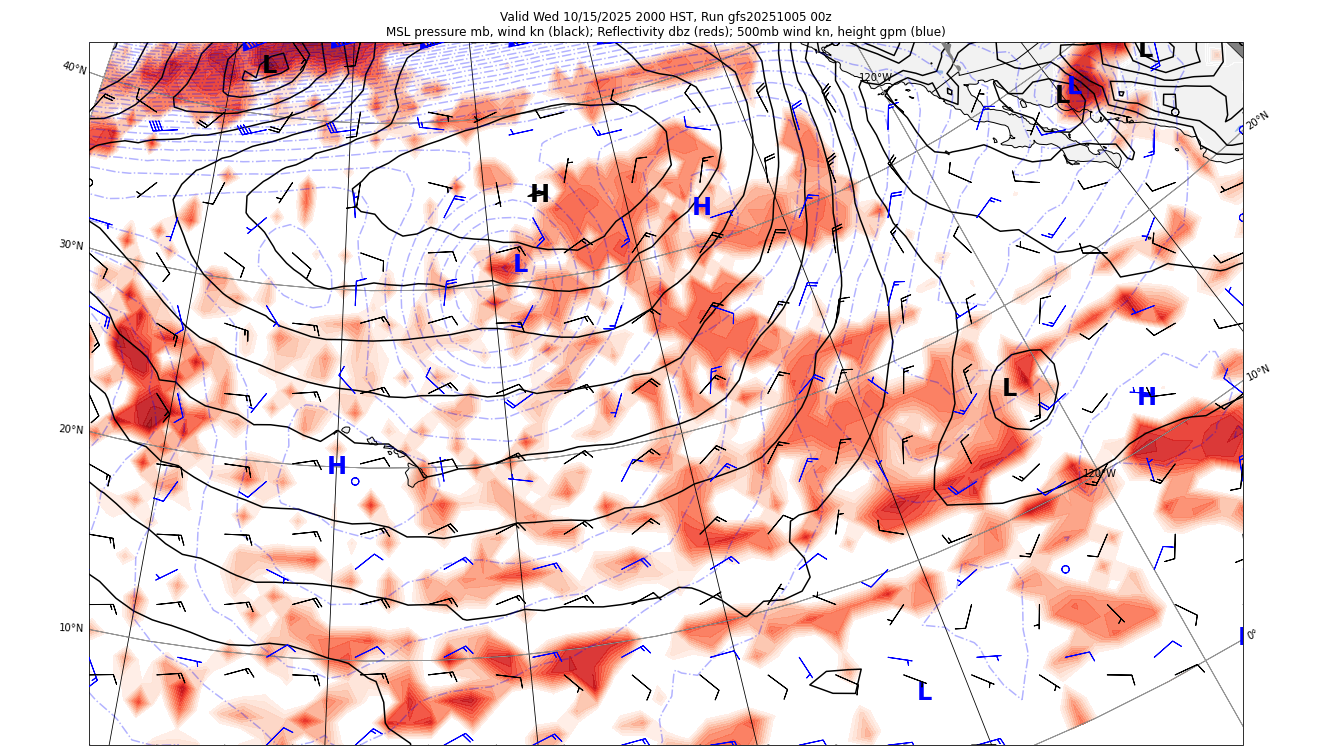 Valid Wed 10/15/2025 2000 HST, Run gfs20251005 00z
MSL pressure mb, wind kn (black); Reflectivity dbz (reds); 500mb wind kn, height gpm (blue)
L
L
40°N
120°W
L
L
20°N
H
H
30°N
L
10°N
L
H
20°N
H
120°W
10°N
0°
L